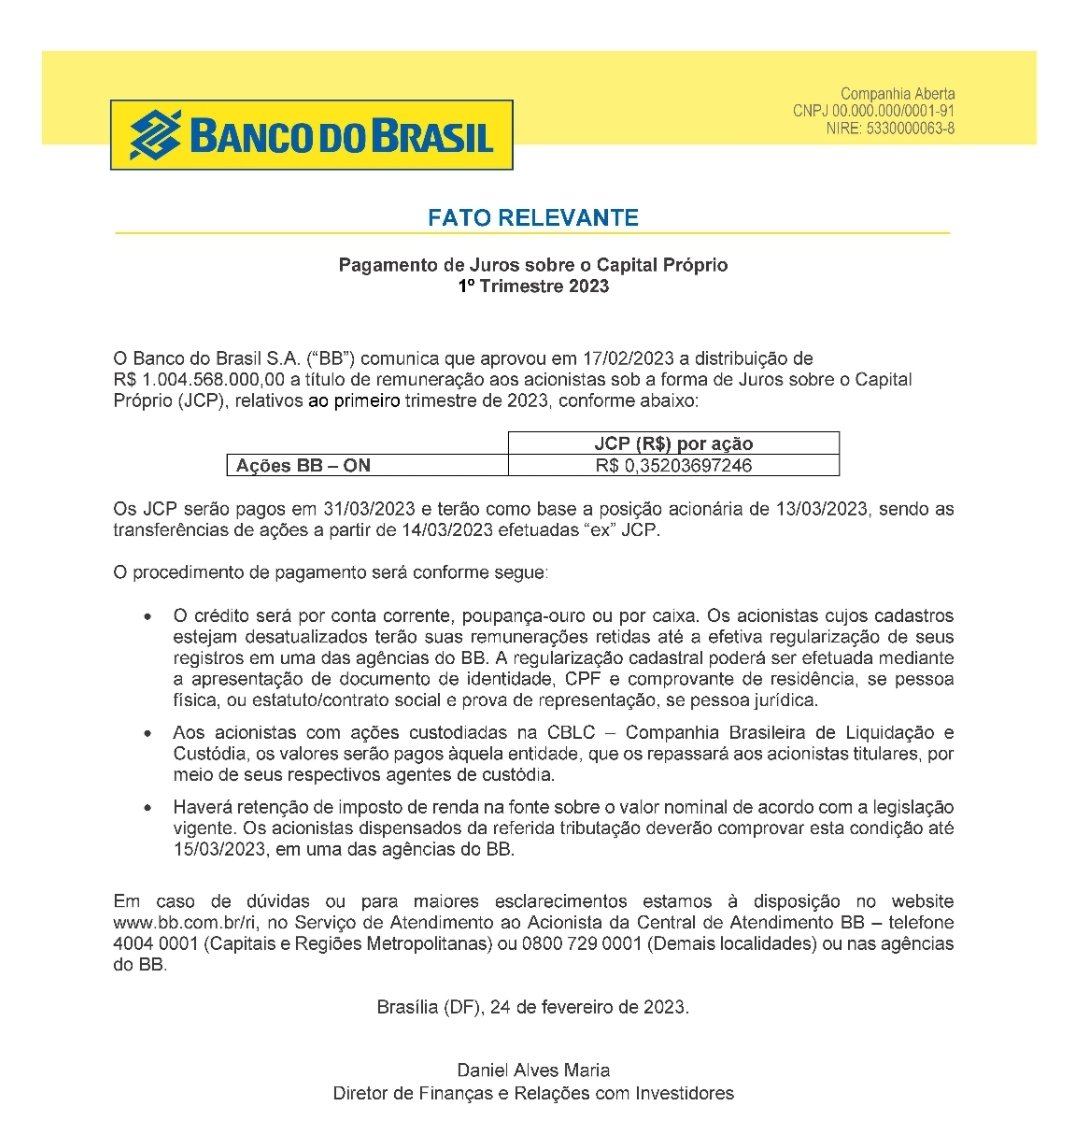 Companhia Aberta
CNPJ 00.000.000/0001-91
NIRE: 5330000063-8
BANCO DO BRASIL
FATO RELEVANTE
Pagamento de Juros sobre o Capital Próprio
1º Trimestre 2023
O Banco do Brasil S.A. (“BB”) comunica que aprovou em 17/02/2023 a distribuição de
R$ 1.004.568.000,00 a título de remuneração aos acionistas sob a forma de Juros sobre o Capital
Próprio (JCP), relativos ao primeiro trimestre de 2023, conforme abaixo:
JCP (R$) por ação
Ações BB – ON R$ 0,35203697246
Os JCP serão pagos em 31/03/2023 e terão como base a posição acionária de 13/03/2023, sendo as
transferências de ações a partir de 14/03/2023 efetuadas “ex” JCP.
O procedimento de pagamento será conforme segue:
• O crédito será por conta corrente, poupança-ouro ou por caixa. Os acionistas cujos cadastros
estejam desatualizados terão suas remunerações retidas até a efetiva regularização de seus
registros em uma das agências do BB. A regularização cadastral poderá ser efetuada mediante
a apresentação de documento de identidade, CPF e comprovante de residência, se pessoa
física, ou estatuto/contrato social e prova de representação, se pessoa jurídica.
• Aos acionistas com ações custodiadas na CBLC – Companhia Brasileira de Liquidação e
Custódia, os valores serão pagos àquela entidade, que os repassará aos acionistas titulares, por
meio de seus respectivos agentes de custódia.
• Haverá retenção de imposto de renda na fonte sobre o valor nominal de acordo com a legislação
vigente. Os acionistas dispensados da referida tributação deverão comprovar esta condição até
15/03/2023, em uma das agências do BB.
Em caso de dúvidas ou para maiores esclarecimentos estamos à disposição no website
www.bb.com.br/ri, no Serviço de Atendimento ao Acionista da Central de Atendimento BB – telefone
4004 0001 (Capitais e Regiões Metropolitanas) ou 0800 729 0001 (Demais localidades) ou nas agências
do BB.
Brasília (DF), 24 de fevereiro de 2023.
Daniel Alves Maria
Diretor de Finanças e Relações com Investidores